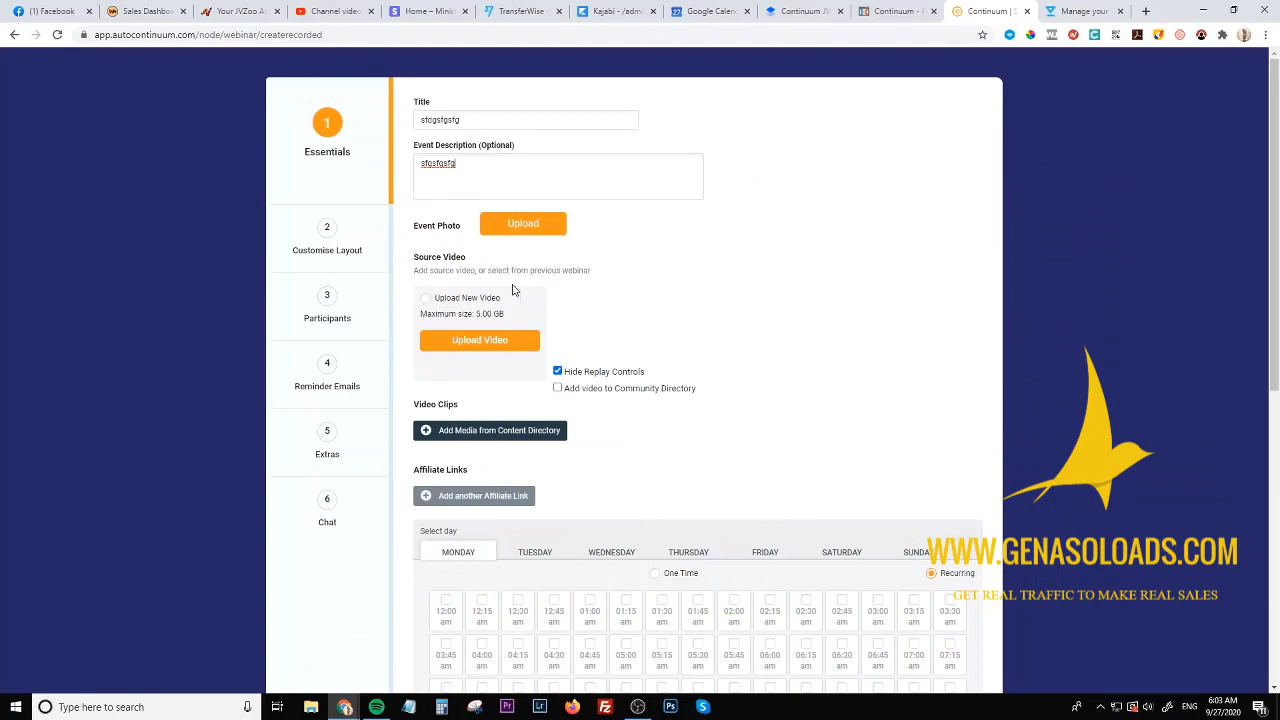 (1) Facebook
Sales Dashboard
Your JVZoo As
Channel video
Home – Minin
TransferWise
Kajabi - /adm
Google Calen
Continuum JV
Continuum -
Continuum | S
Manage your
app.autocontinuum.com/node/webinar/createrecorded
1
Essentials
2
Customise Layout
3
Participants
4
Reminder Emails
5
Extras
6
Chat
Title
sfdgsfgsfg
Event Description (Optional)
sfgsfgsfg
Event Photo
Upload
Source Video
Add source video, or select from previous webinar
Upload New Video
Maximum size: 5.00 GB
Upload Video
Hide Replay Controls
Add video to Community Directory
Video Clips
Add Media from Content Directory
Affiliate Links
Add another Affiliate Link
Select day
MONDAY TUESDAY WEDNESDAY THURSDAY FRIDAY SATURDAY SUNDA
One Time
Recurring
12:00 am 12:15 am 12:30 am 12:45 am 01:00 am 01:15 am 01:30 am 01:45 am 02:00 am 02:15 am 02:30 am 02:45 am 03:00 am 03:15 am 03:30 am
03:45 am 04:00 am 04:15 am 04:30 am 04:45 am 05:00 am 05:15 am 05:30 am 05:45 am 06:00 am 06:15 am 06:30 am 06:45 am 07:00 am 07:15 am
WWW.GENASOLOADS.COM
GET REAL TRAFFIC TO MAKE REAL SALES
Type here to search
ENG
6:03 AM
9/27/2020